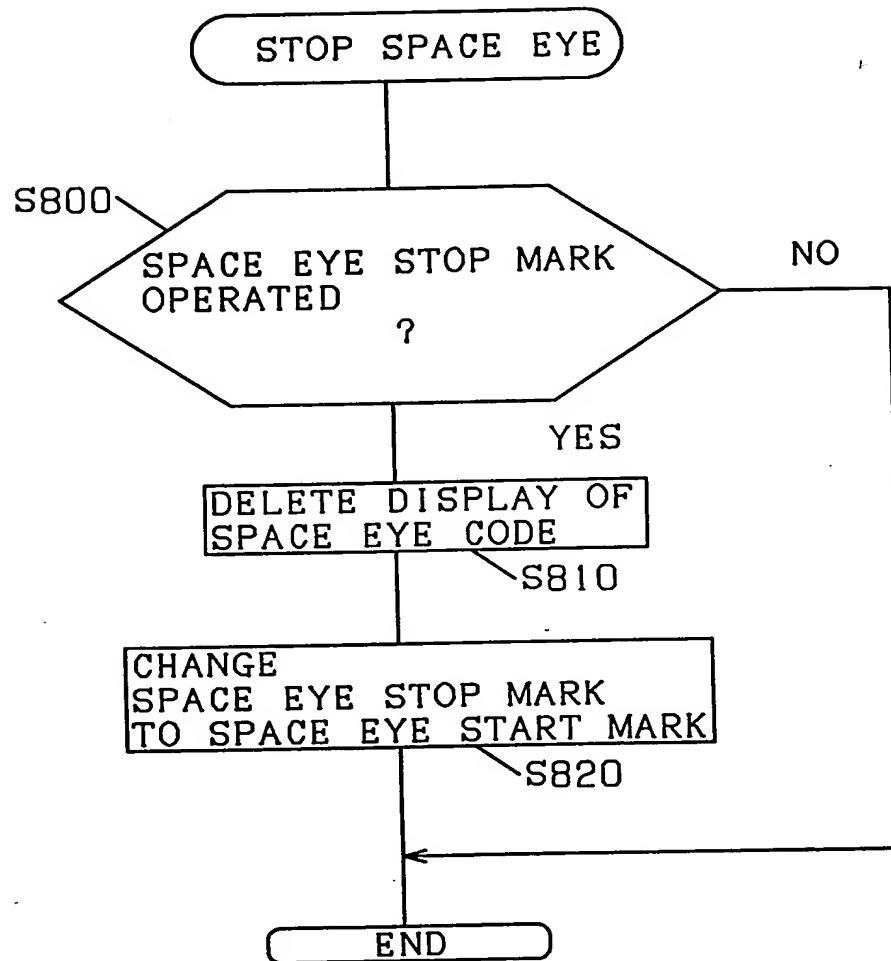 STOP SPACE EYE
S800
SPACE EYE STOP MARK
OPERATED
?
NO
YES
DELETE DISPLAY OF
SPACE EYE CODE
S810
CHANGE
SPACE EYE STOP MARK
TO SPACE EYE START MARK
S820
END